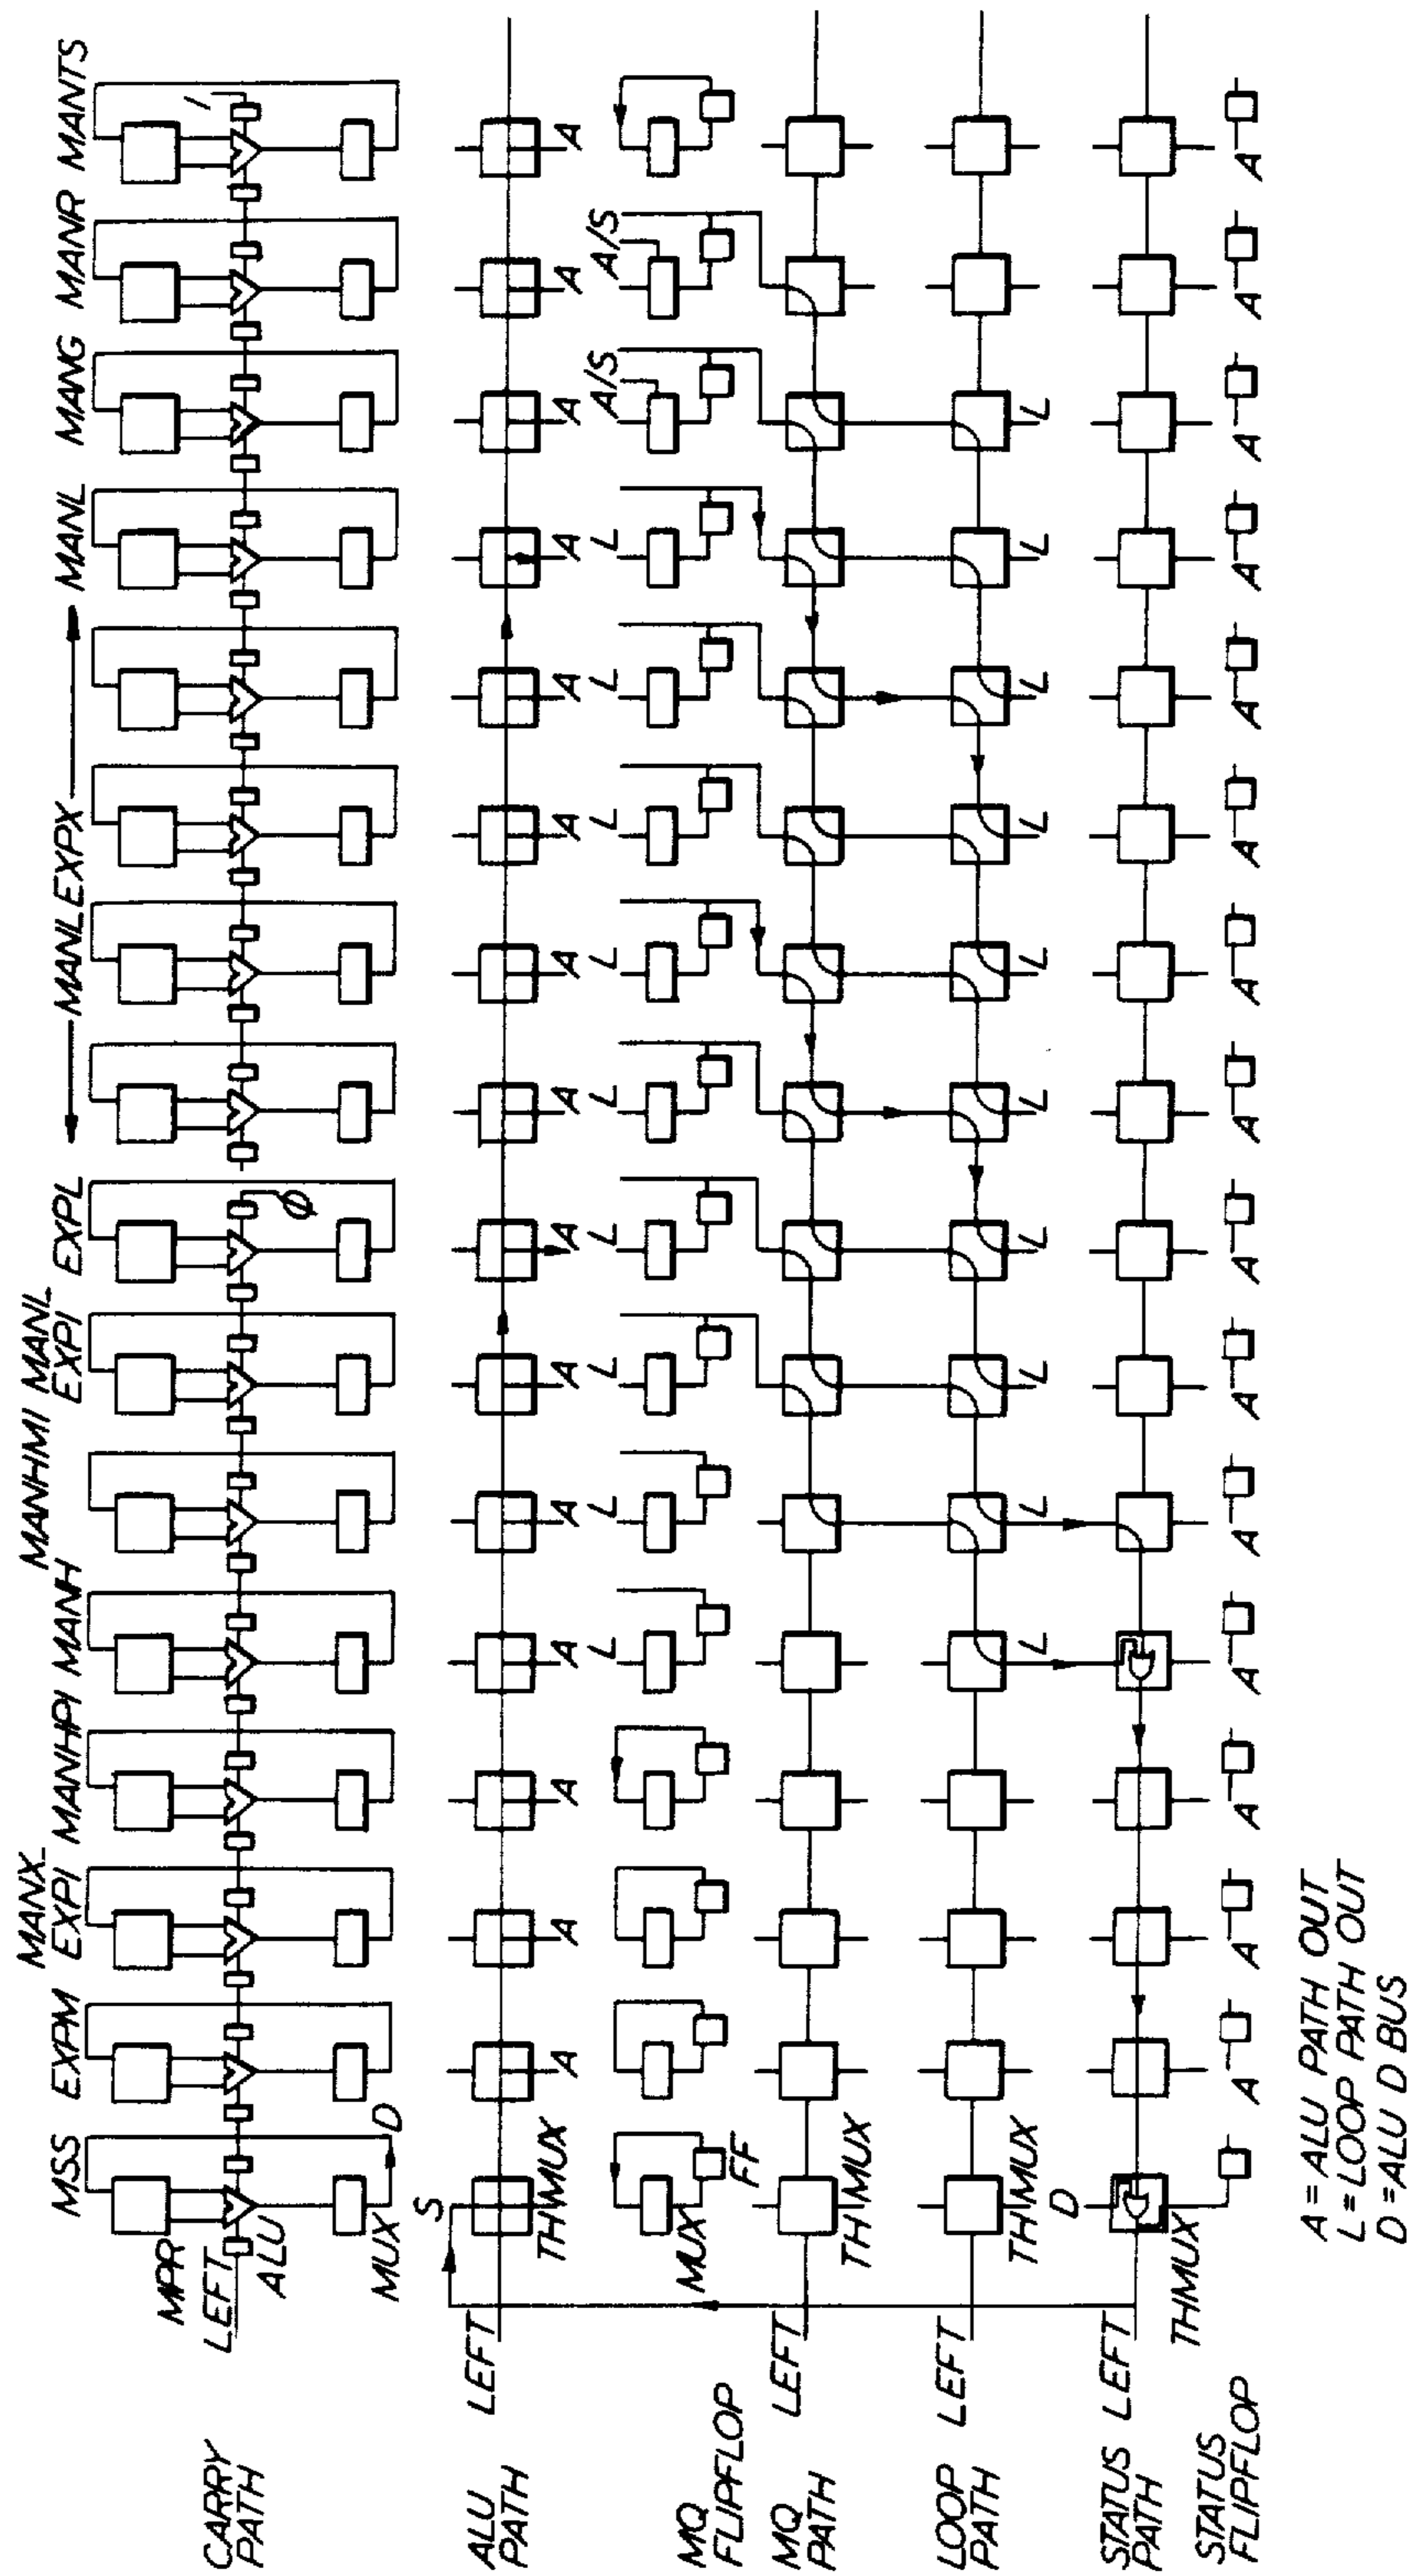 MSS
EXPM
MANX-
EXPI
MANHPI
MANH
MANHMI
MANL
EXPI
EXPL
MANLEXPX
MANL
MANG
MANR
MANTS
MPR
LEFT
ALU
MUX
D
Ø
1
CARRY
PATH
S
ALU
PATH
LEFT
THMUX
A A A A A A A A A A A A A A A
MQ
FLIPFLOP
MUX
FF
L L L L L L L L L A/S A/S
MQ
PATH
LEFT
THMUX
LOOP
PATH
LEFT
THMUX
L L L L L L L L L L
D
STATUS
PATH
LEFT
THMUX
STATUS
FLIPFLOP
A A A A A A A A A A A A A A A
A = ALU PATH OUT
L = LOOP PATH OUT
D = ALU D BUS